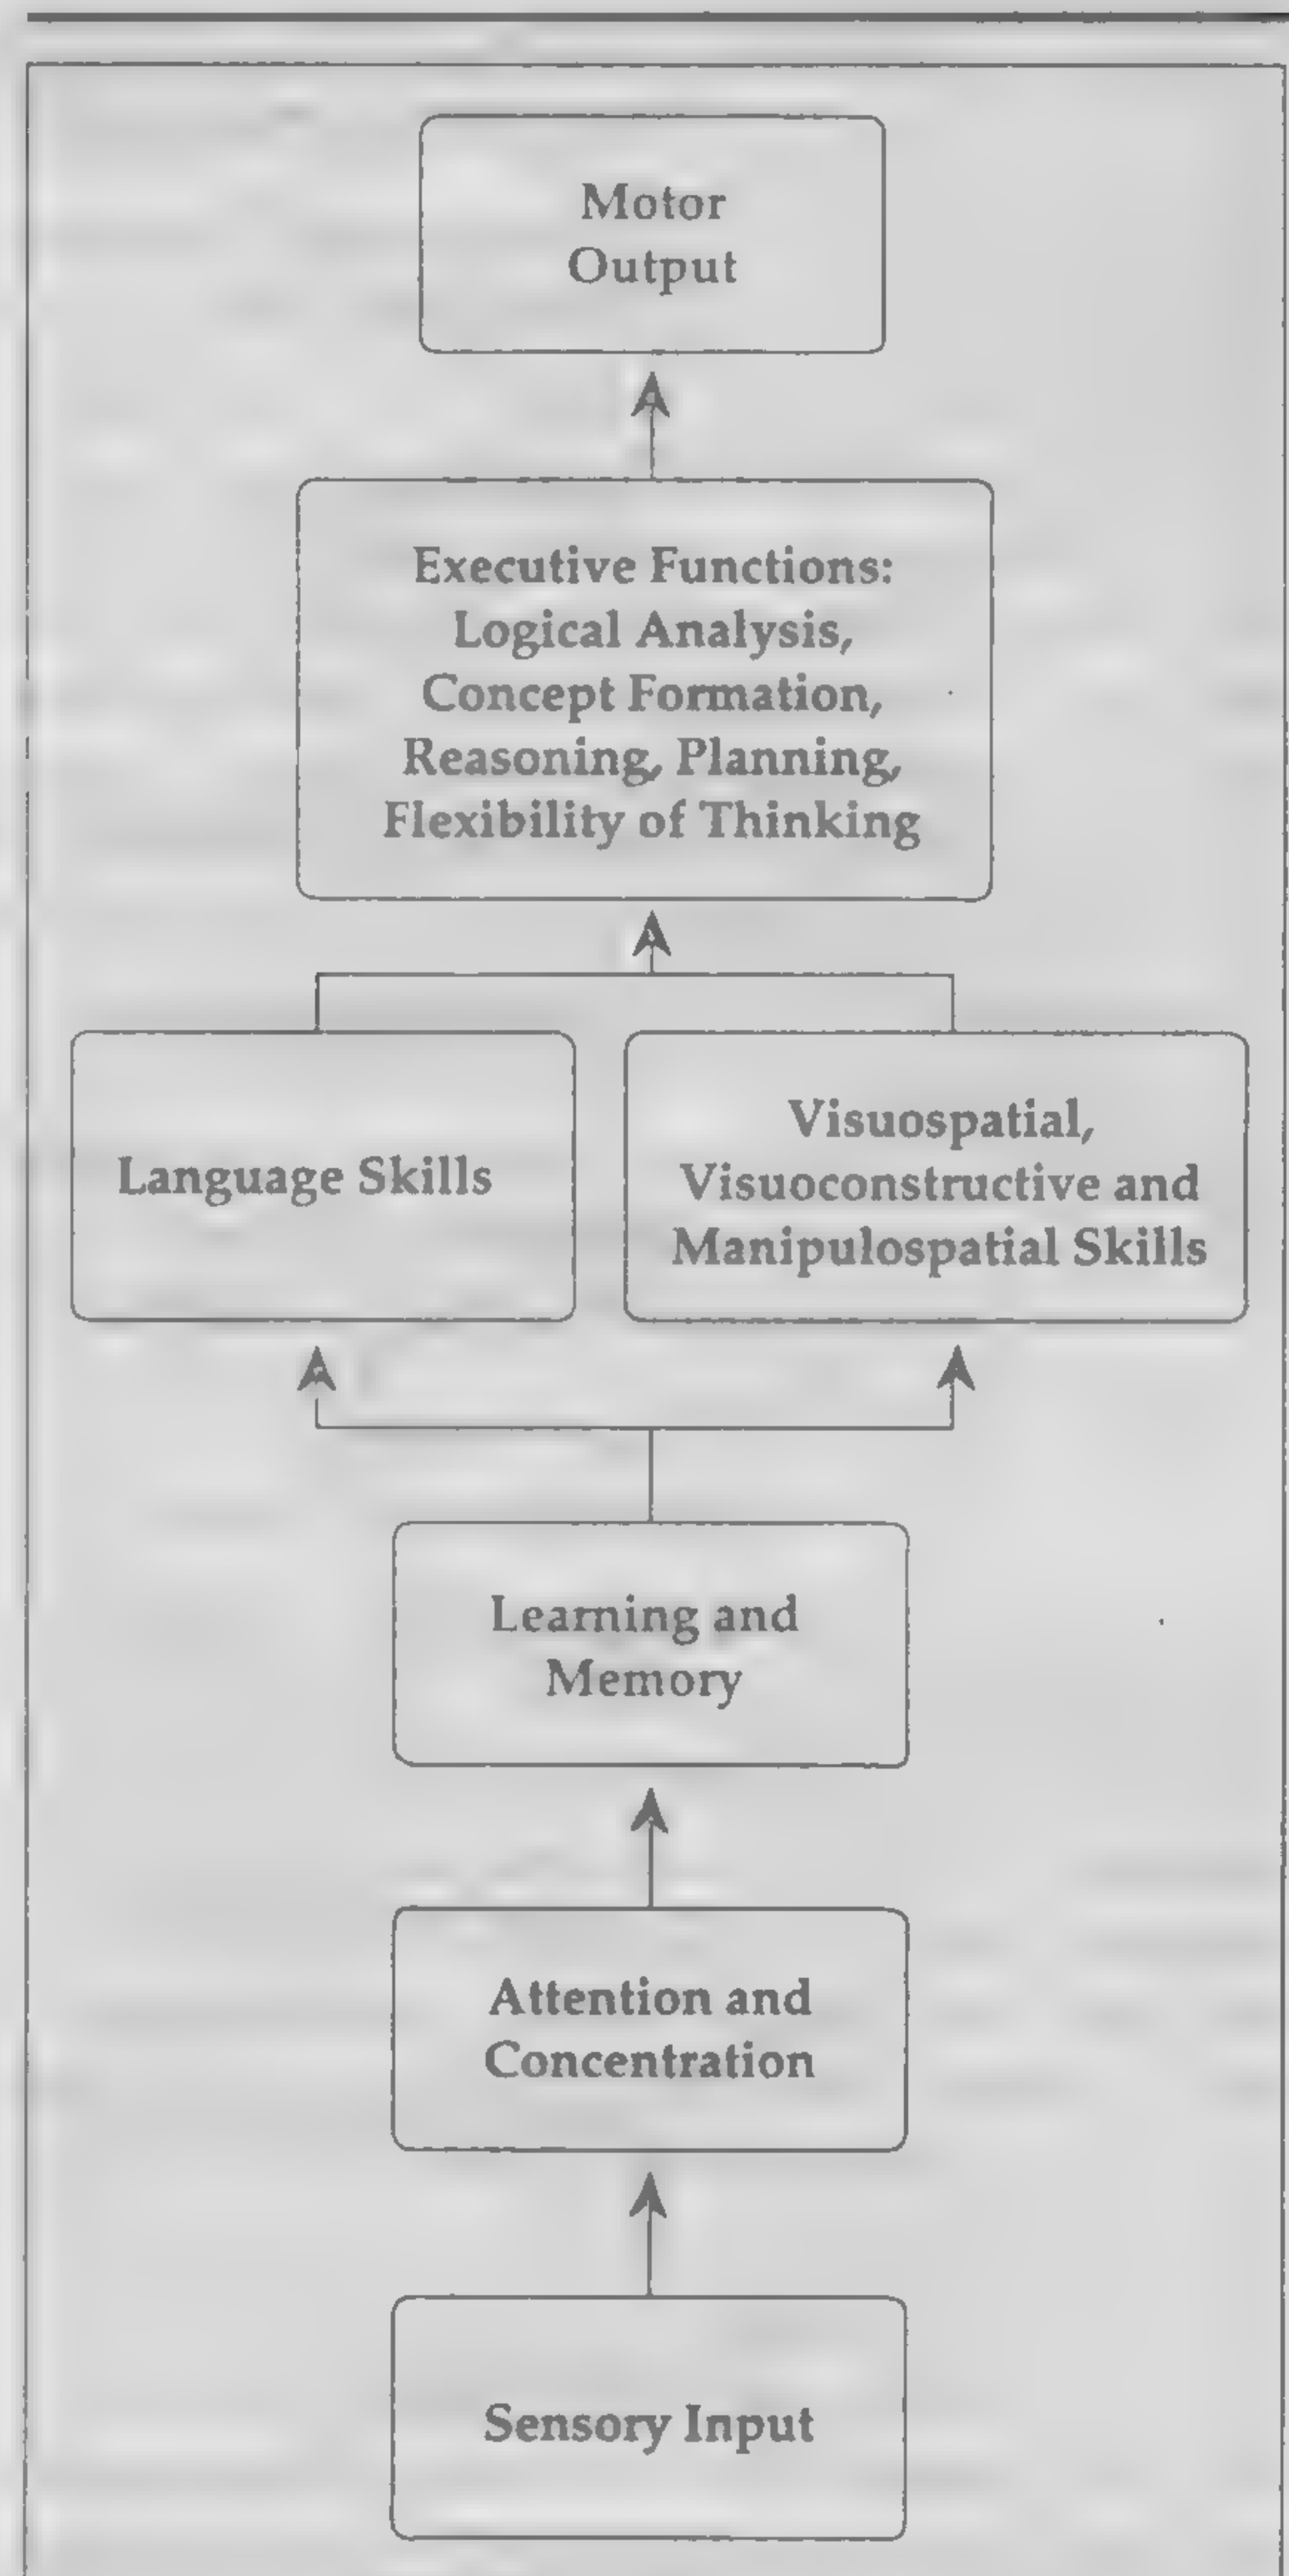 Motor
Output
Executive Functions:
Logical Analysis,
Concept Formation,
Reasoning, Planning,
Flexibility of Thinking
Language Skills
Visuospatial,
Visuoconstructive and
Manipulospatial Skills
Learning and
Memory
Attention and
Concentration
Sensory Input